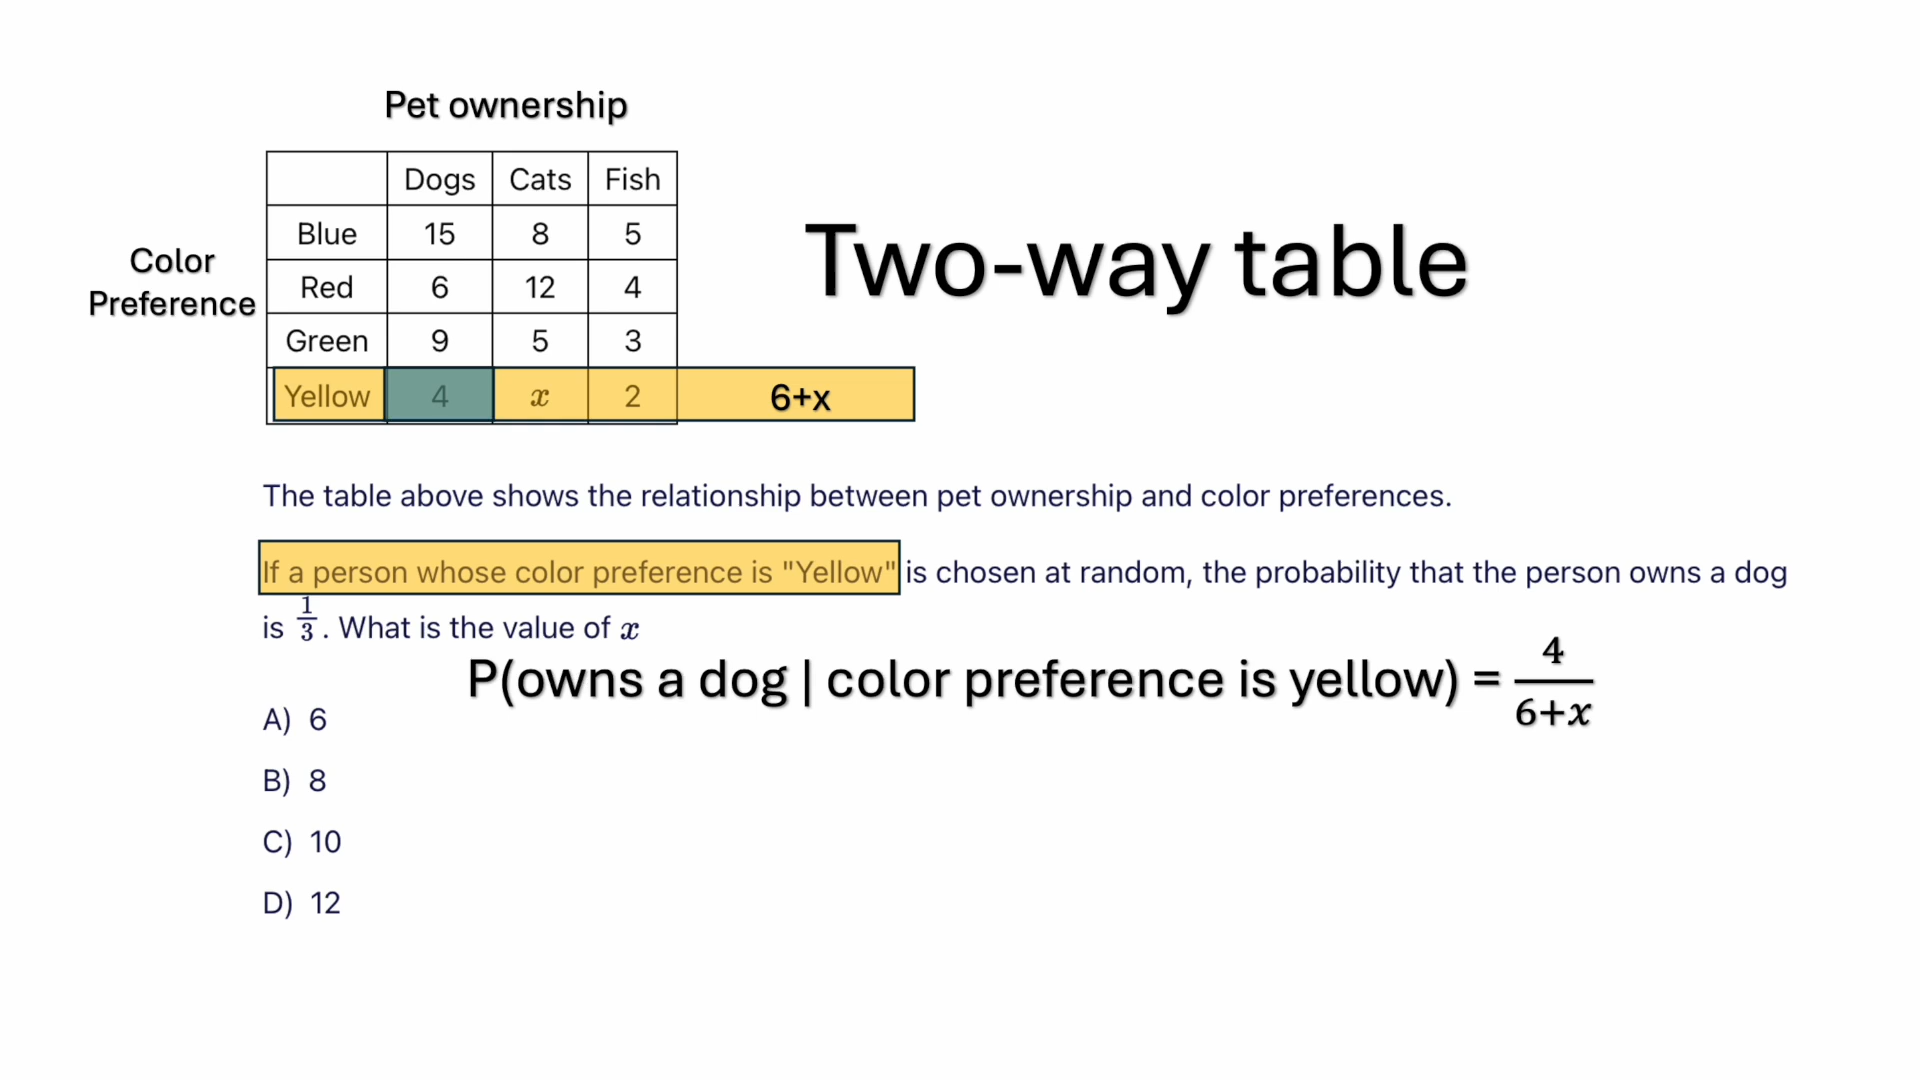 Pet ownership
Dogs Cats Fish
Blue 15 8 5
Two-way table
Color
Preference
Red 6 12 4
Green 9 5 3
Yellow 4 x 2 6+x
The table above shows the relationship between pet ownership and color preferences.
If a person whose color preference is "Yellow" is chosen at random, the probability that the person owns a dog
is 1/3. What is the value of x
P(owns a dog | color preference is yellow) = 4/(6+x)
A) 6
B) 8
C) 10
D) 12